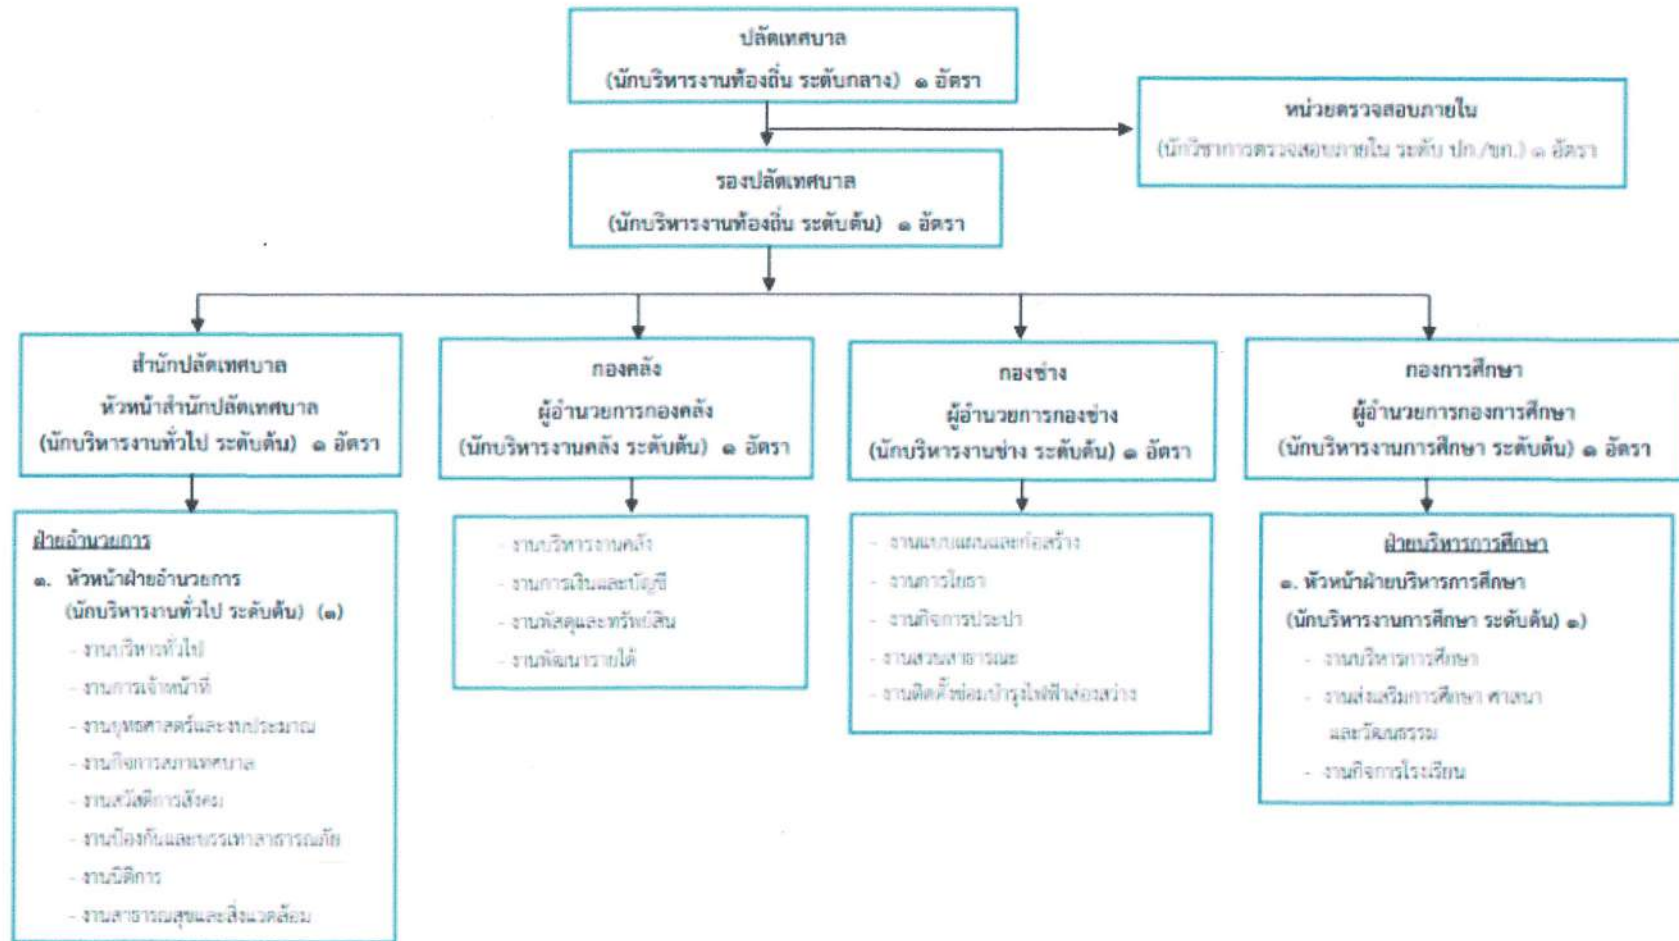 ปลัดเทศบาล
(นักบริหารงานท้องถิ่น ระดับกลาง) ๑ อัตรา
หน่วยตรวจสอบภายใน
(นักวิชาการตรวจสอบภายใน ระดับ ปก./ชก.) ๑ อัตรา
รองปลัดเทศบาล
(นักบริหารงานท้องถิ่น ระดับต้น) ๑ อัตรา
สำนักปลัดเทศบาล
หัวหน้าสำนักปลัดเทศบาล
(นักบริหารงานทั่วไป ระดับต้น) ๑ อัตรา
กองคลัง
ผู้อำนวยการกองคลัง
(นักบริหารงานคลัง ระดับต้น) ๑ อัตรา
กองช่าง
ผู้อำนวยการกองช่าง
(นักบริหารงานช่าง ระดับต้น) ๑ อัตรา
กองการศึกษา
ผู้อำนวยการกองการศึกษา
(นักบริหารงานการศึกษา ระดับต้น) ๑ อัตรา
ฝ่ายอำนวยการ
๑. หัวหน้าฝ่ายอำนวยการ
(นักบริหารงานทั่วไป ระดับต้น) (๑)
- งานบริหารทั่วไป
- งานการเจ้าหน้าที่
- งานยุทธศาสตร์และงบประมาณ
- งานกิจการสภาเทศบาล
- งานสวัสดิการสังคม
- งานป้องกันและบรรเทาสาธารณภัย
- งานนิติการ
- งานสาธารณสุขและสิ่งแวดล้อม
- งานบริหารงานคลัง
- งานการเงินและบัญชี
- งานพัสดุและทรัพย์สิน
- งานพัฒนารายได้
- งานแบบแผนและก่อสร้าง
- งานการโยธา
- งานกิจการประปา
- งานสวนสาธารณะ
- งานติดตั้งซ่อมบำรุงไฟฟ้าส่องสว่าง
ฝ่ายบริหารการศึกษา
๑. หัวหน้าฝ่ายบริหารการศึกษา
(นักบริหารงานการศึกษา ระดับต้น) ๑)
- งานบริหารการศึกษา
- งานส่งเสริมการศึกษา ศาสนา
และวัฒนธรรม
- งานกิจการโรงเรียน